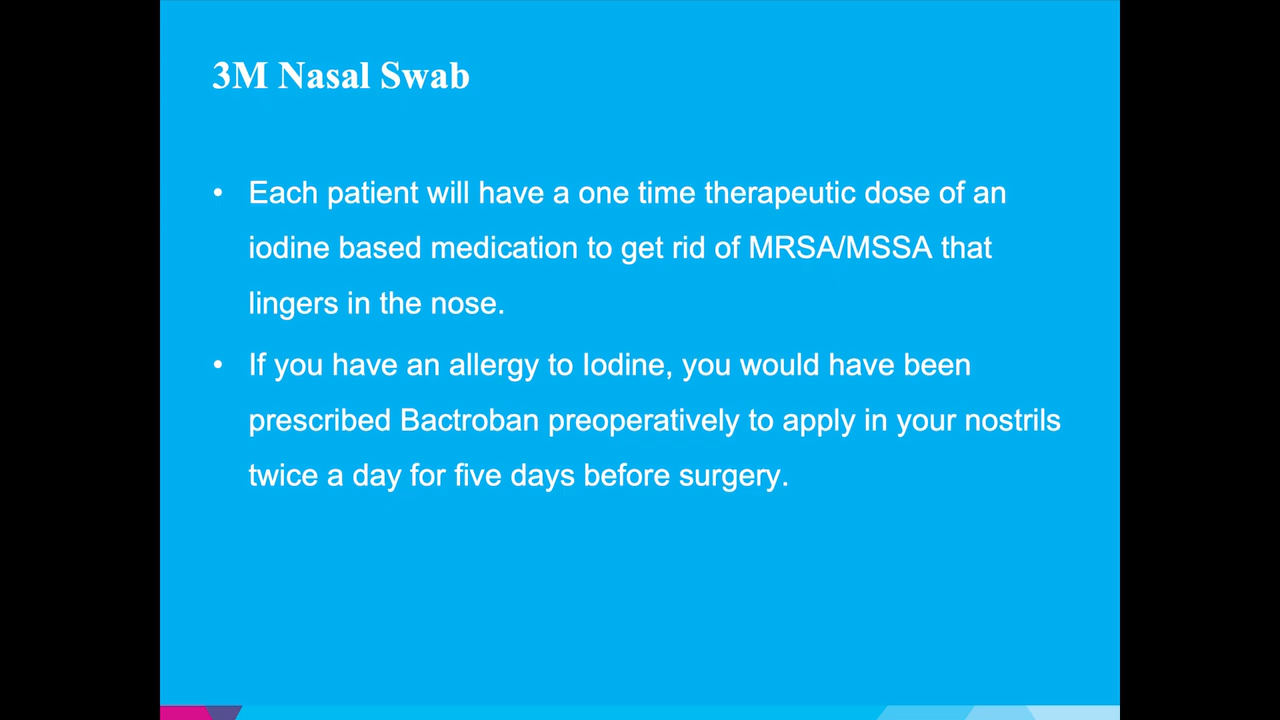 3M Nasal Swab
• Each patient will have a one time therapeutic dose of an
iodine based medication to get rid of MRSA/MSSA that
lingers in the nose.
• If you have an allergy to Iodine, you would have been
prescribed Bactroban preoperatively to apply in your nostrils
twice a day for five days before surgery.